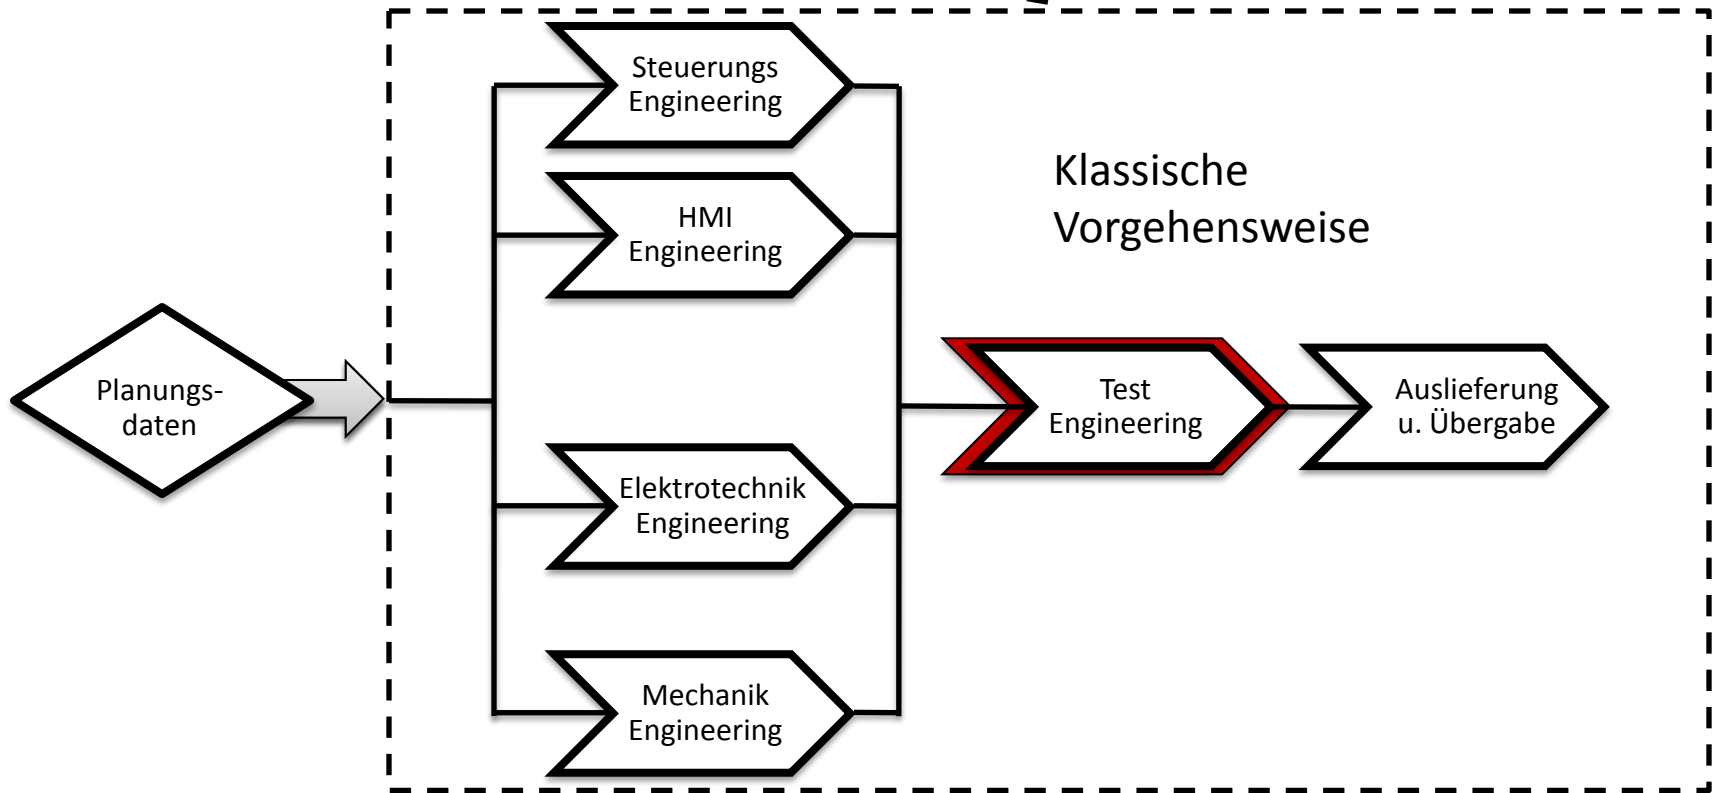 Steuerungs
Engineering
HMI
Engineering
Klassische
Vorgehensweise
Planungs-
daten
Test
Engineering
Auslieferung
u. Übergabe
Elektrotechnik
Engineering
Mechanik
Engineering